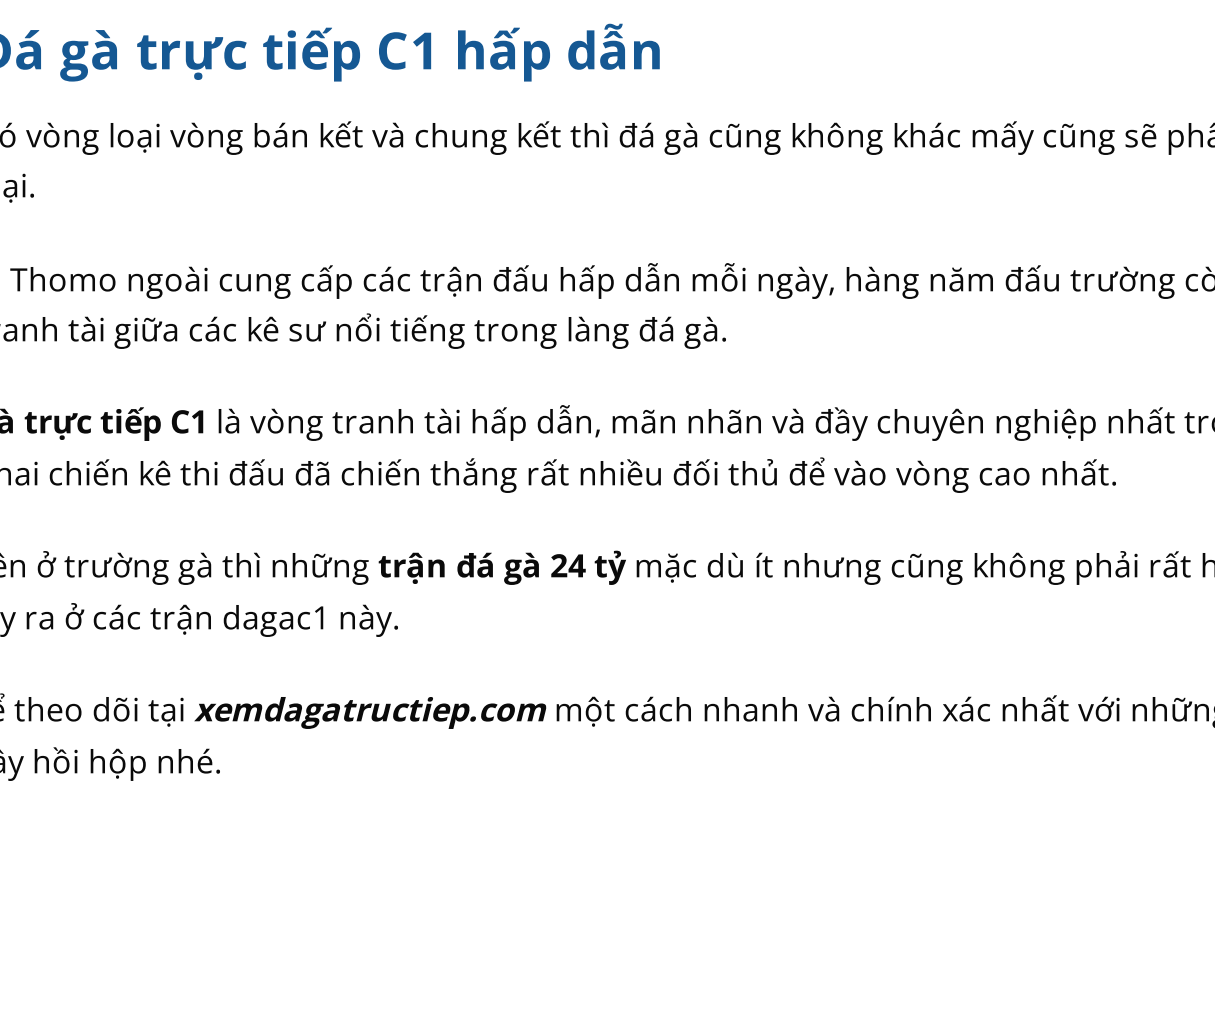 Đá gà trực tiếp C1 hấp dẫn
ó vòng loại vòng bán kết và chung kết thì đá gà cũng không khác mấy cũng sẽ phâ
ại.
Thomo ngoài cung cấp các trận đấu hấp dẫn mỗi ngày, hàng năm đấu trường cò
ranh tài giữa các kê sư nổi tiếng trong làng đá gà.
à trực tiếp C1 là vòng tranh tài hấp dẫn, mãn nhãn và đầy chuyên nghiệp nhất tro
hai chiến kê thi đấu đã chiến thắng rất nhiều đối thủ để vào vòng cao nhất.
ên ở trường gà thì những trận đá gà 24 tỷ mặc dù ít nhưng cũng không phải rất h
y ra ở các trận dagac1 này.
ể theo dõi tại xemdagatructiep.com một cách nhanh và chính xác nhất với những
ây hồi hộp nhé.